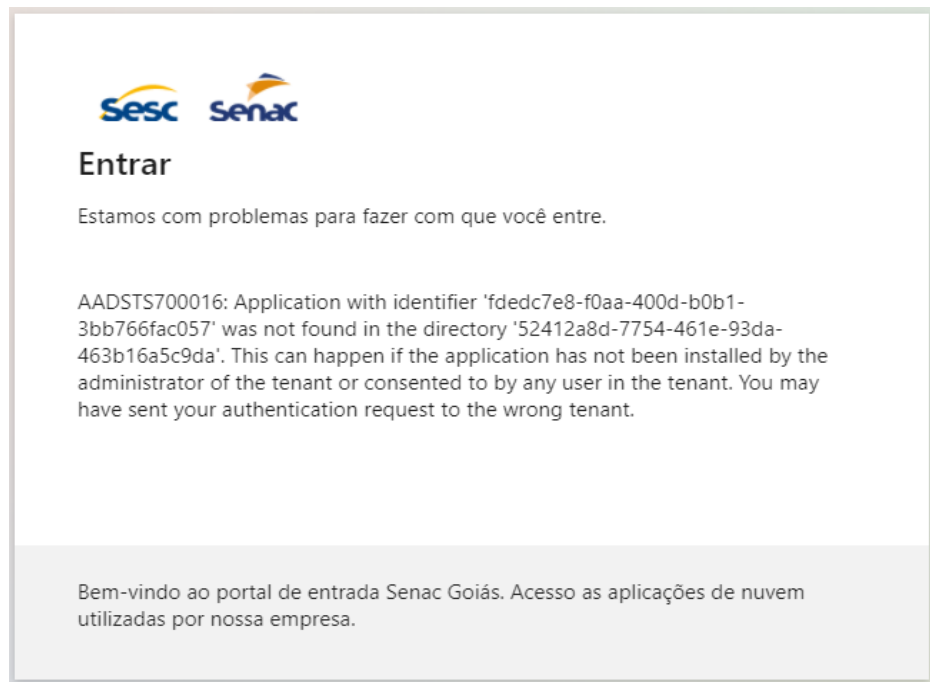 Sesc Senac
Entrar
Estamos com problemas para fazer com que você entre.
AADSTS700016: Application with identifier 'fdedc7e8-f0aa-400d-b0b1-
3bb766fac057' was not found in the directory '52412a8d-7754-461e-93da-
463b16a5c9da'. This can happen if the application has not been installed by the
administrator of the tenant or consented to by any user in the tenant. You may
have sent your authentication request to the wrong tenant.
Bem-vindo ao portal de entrada Senac Goiás. Acesso as aplicações de nuvem
utilizadas por nossa empresa.